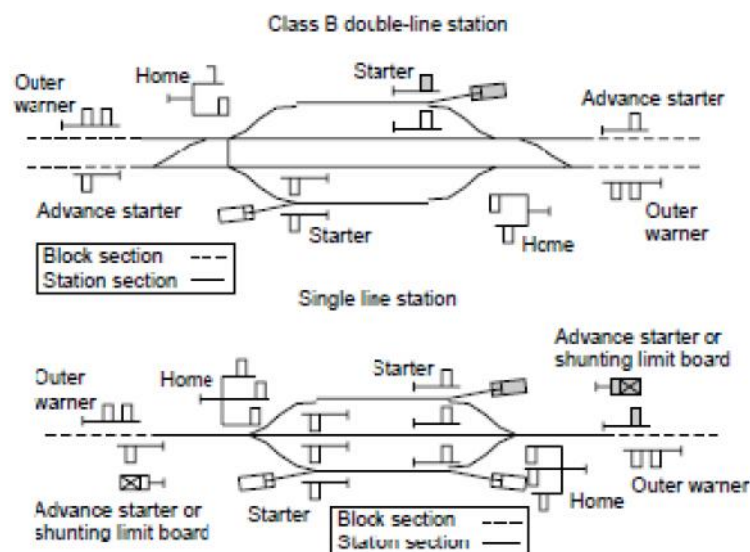 Class B double-line station
Home
Starter
Outer
warner
Advance starter
Advance starter
Outer
warner
Starter
Home
Block section
Station section
Single line station
Advance starter or
shunting limit board
Outer
warner
Home
Starter
Advance starter or
shunting limit board
Starter
Home
Outer warner
Block section
Staton section